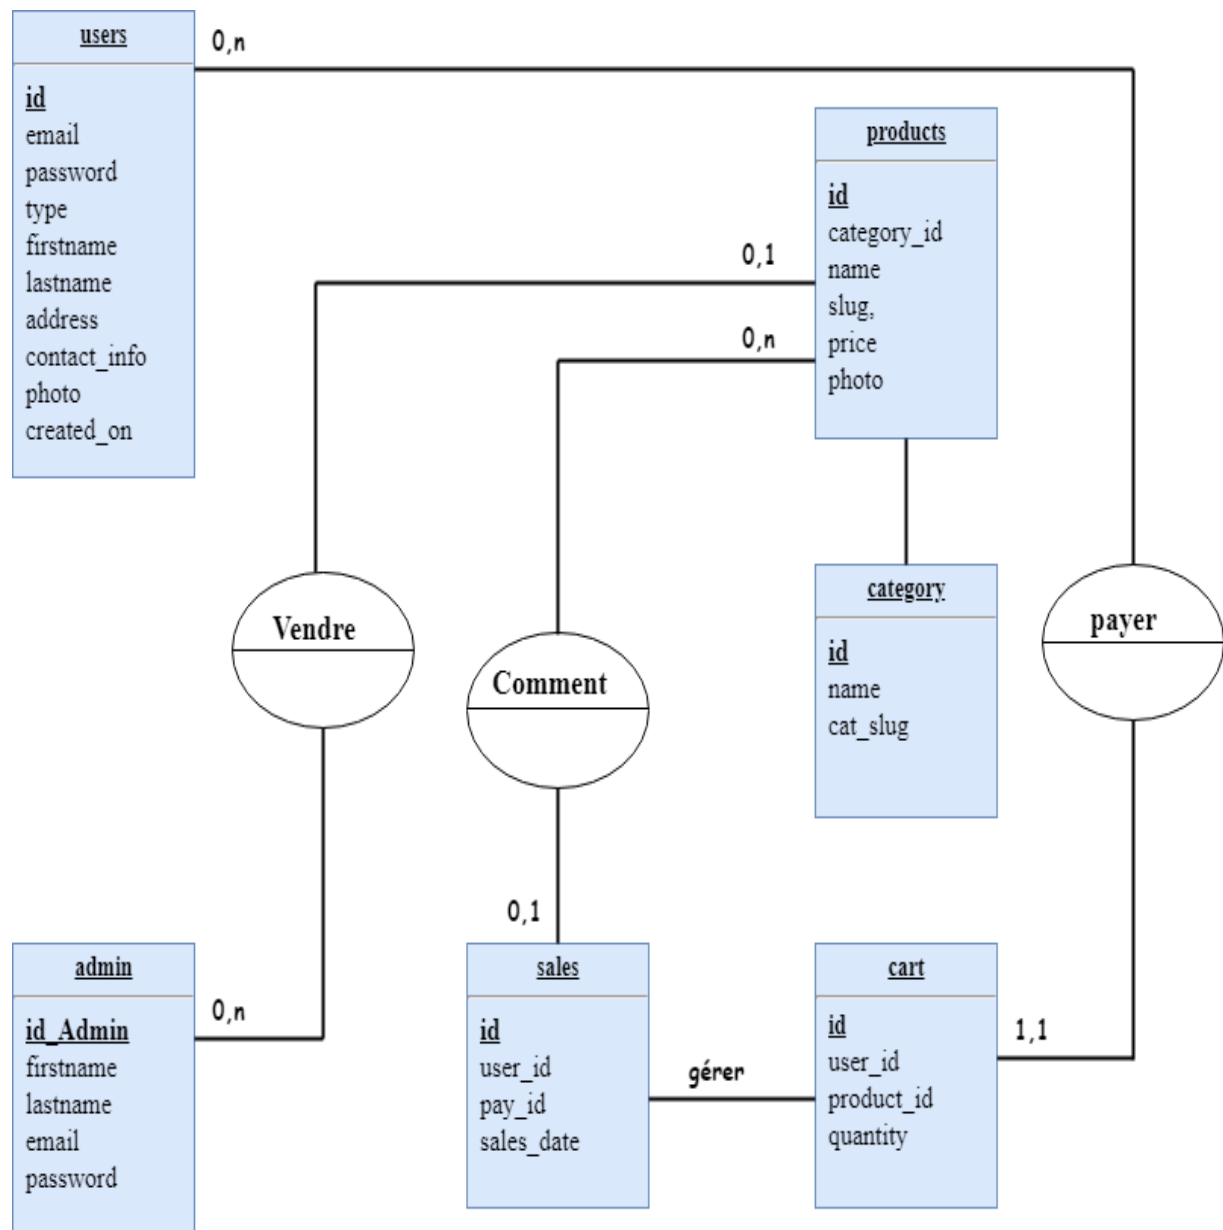 users
id
email
password
type
firstname
lastname
address
contact_info
photo
created_on
0,n
products
id
category_id
name
slug,
price
photo
0,1
0,n
Vendre
Comment
category
id
name
cat_slug
payer
admin
id_Admin
firstname
lastname
email
password
0,n
0,1
sales
id
user_id
pay_id
sales_date
gérer
cart
id
user_id
product_id
quantity
1,1